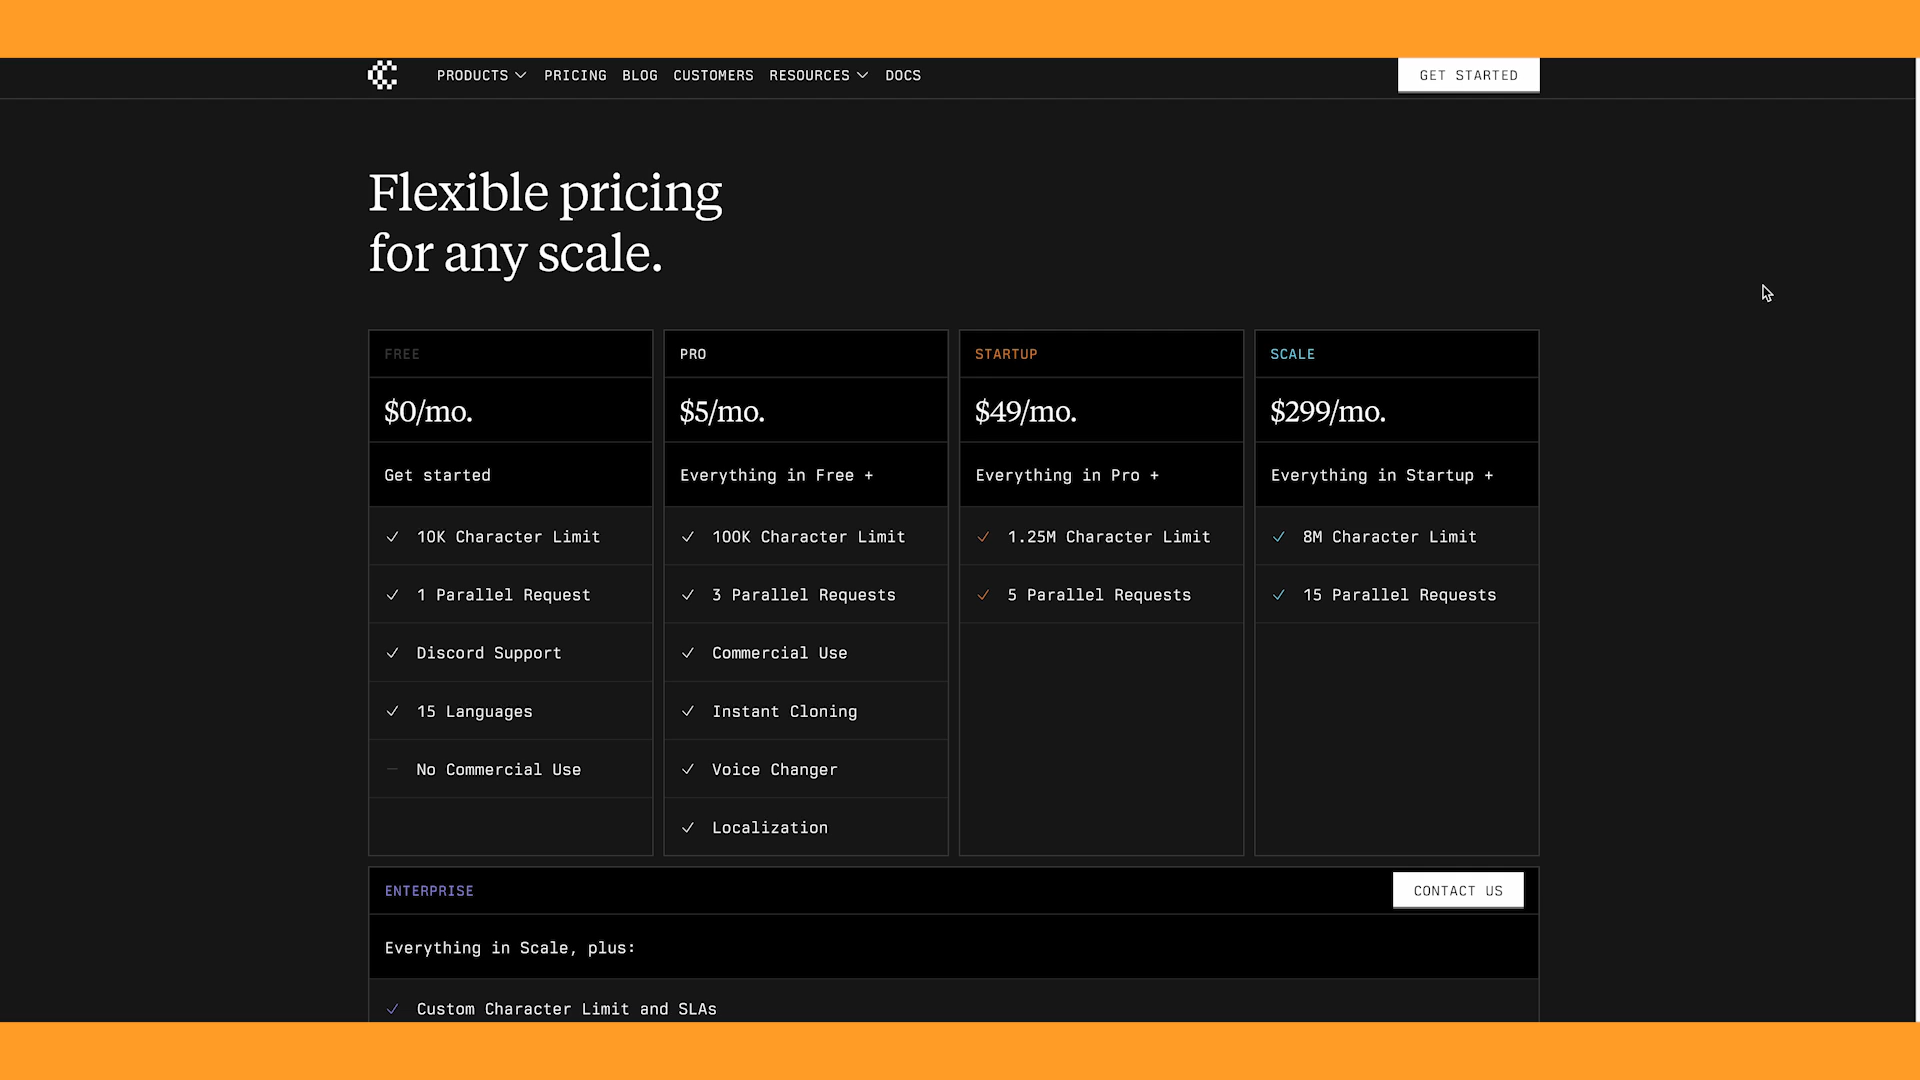 PRODUCTS PRICING BLOG CUSTOMERS RESOURCES DOCS
GET STARTED
Flexible pricing
for any scale.
FREE
$0/mo.
Get started
10K Character Limit
1 Parallel Request
Discord Support
15 Languages
No Commercial Use
PRO
$5/mo.
Everything in Free +
100K Character Limit
3 Parallel Requests
Commercial Use
Instant Cloning
Voice Changer
Localization
STARTUP
$49/mo.
Everything in Pro +
1.25M Character Limit
5 Parallel Requests
SCALE
$299/mo.
Everything in Startup +
8M Character Limit
15 Parallel Requests
ENTERPRISE
CONTACT US
Everything in Scale, plus:
Custom Character Limit and SLAs